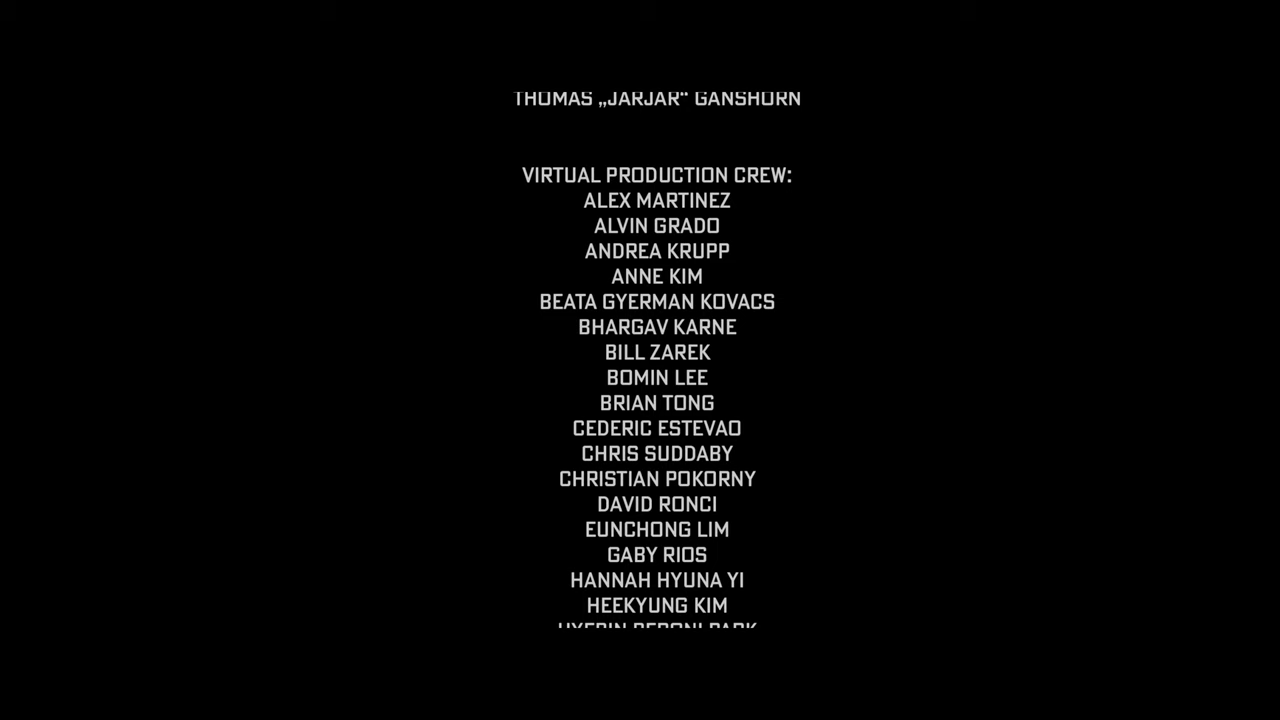 THOMAS „JARJAR“ GANSHORN
VIRTUAL PRODUCTION CREW:
ALEX MARTINEZ
ALVIN GRADO
ANDREA KRUPP
ANNE KIM
BEATA GYERMAN KOVACS
BHARGAV KARNE
BILL ZAREK
BOMIN LEE
BRIAN TONG
CEDERIC ESTEVAO
CHRIS SUDDABY
CHRISTIAN POKORNY
DAVID RONCI
EUNCHONG LIM
GABY RIOS
HANNAH HYUNA YI
HEEKYUNG KIM